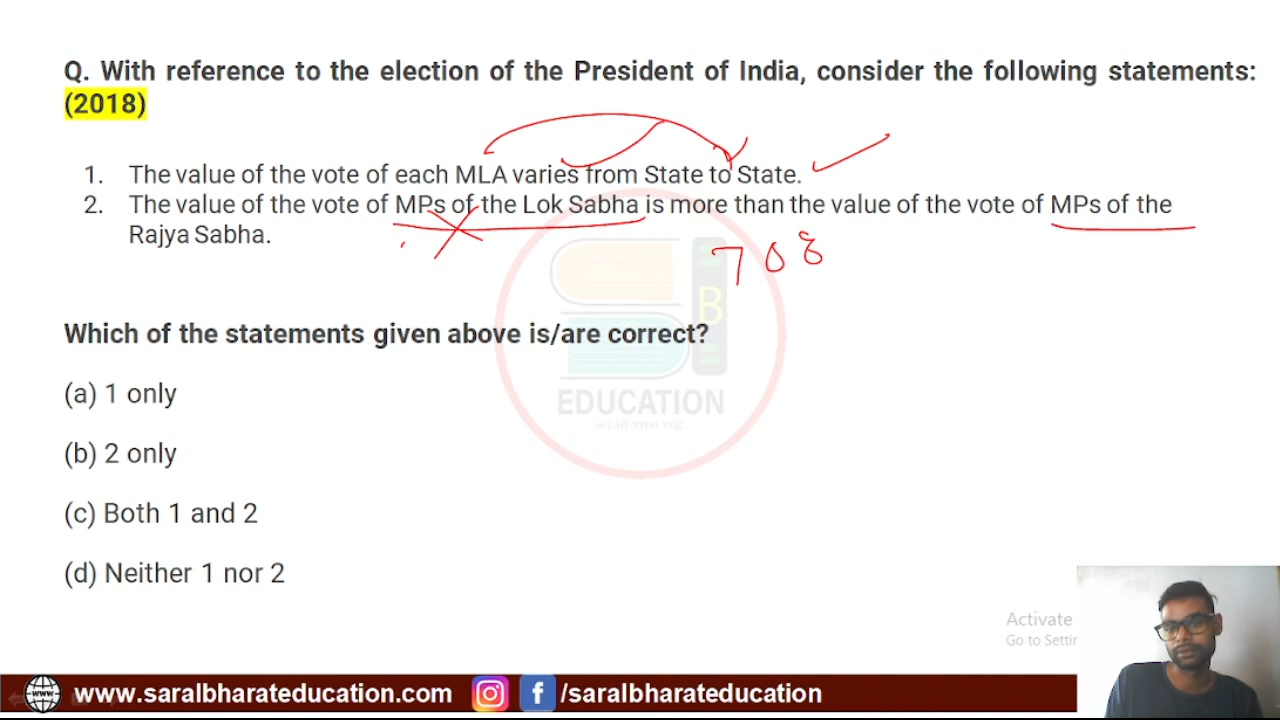 Q. With reference to the election of the President of India, consider the following statements:
(2018)
1. The value of the vote of each MLA varies from State to State.
2. The value of the vote of MPs of the Lok Sabha is more than the value of the vote of MPs of the
Rajya Sabha.
708
B
Which of the statements given above is/are correct?
(a) 1 only
EDUCATION
(b) 2 only
(c) Both 1 and 2
(d) Neither 1 nor 2
Activate
Go to Settin
www www.saralbharateducation.com f /saralbharateducation